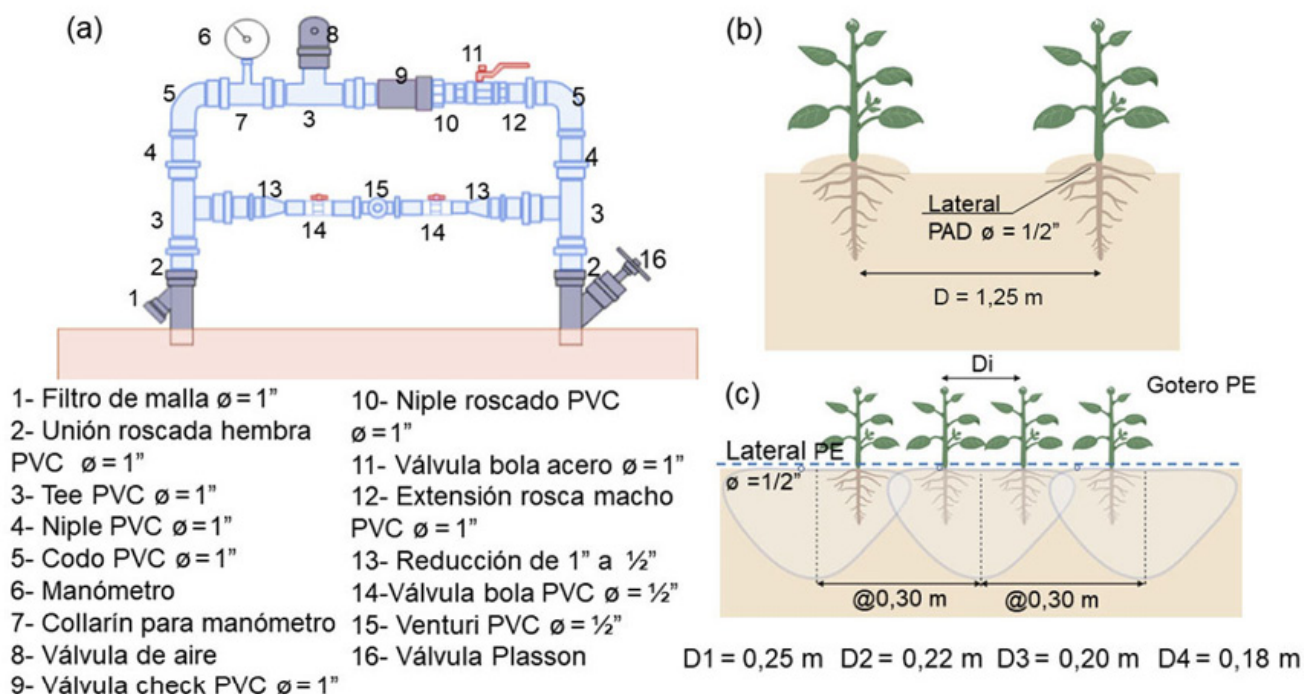 (a)
6
8
11
5
9
5
7
3
10
12
4
4
13
15
13
3
14
14
3
2
2
16
1
1- Filtro de malla ø = 1”
2- Unión roscada hembra
PVC ø = 1”
3- Tee PVC ø = 1”
4- Niple PVC ø = 1”
5- Codo PVC ø = 1”
6- Manómetro
7- Collarín para manómetro
8- Válvula de aire
9- Válvula check PVC ø = 1”
10- Niple roscado PVC
ø = 1”
11- Válvula bola acero ø = 1”
12- Extensión rosca macho
PVC ø = 1”
13- Reducción de 1” a ½”
14-Válvula bola PVC ø = ½”
15- Venturi PVC ø = ½”
16- Válvula Plasson
(b)
Lateral
PAD ø = 1/2”
D = 1,25 m
(c)
Di
Gotero PE
Lateral PE
ø =1/2”
@0,30 m
@0,30 m
D1 = 0,25 m D2 = 0,22 m D3 = 0,20 m D4 = 0,18 m